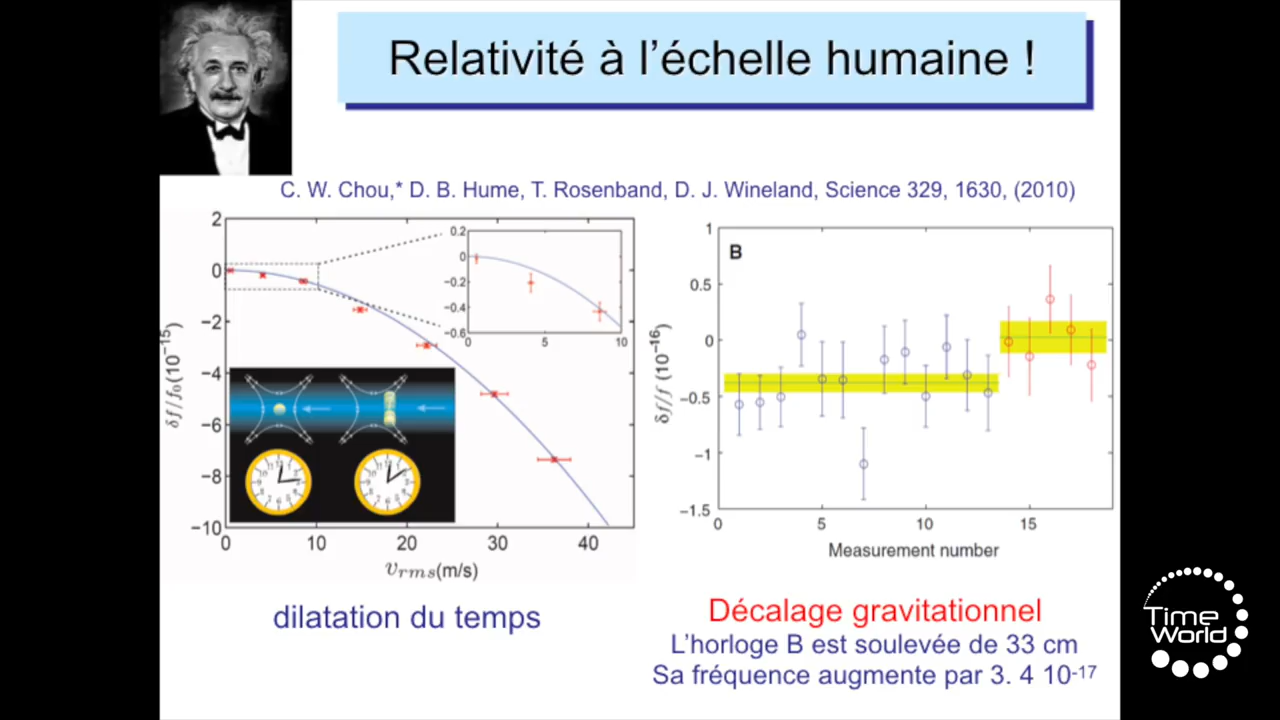 Relativité à l'échelle humaine !
C. W. Chou,* D. B. Hume, T. Rosenband, D. J. Wineland, Science 329, 1630, (2010)
2
0
−2
−4
−6
−8
−10
0 10 20 30 40
δf/f₀(10⁻¹⁵)
vᵣₘₛ(m/s)
0.2
0
−0.2
−0.4
−0.6
0 5 10
B
1
0.5
0
−0.5
−1
−1.5
0 5 10 15
δf/f (10⁻¹⁶)
Measurement number
dilatation du temps
Décalage gravitationnel
L'horloge B est soulevée de 33 cm
Sa fréquence augmente par 3. 4 10⁻¹⁷
Time
World